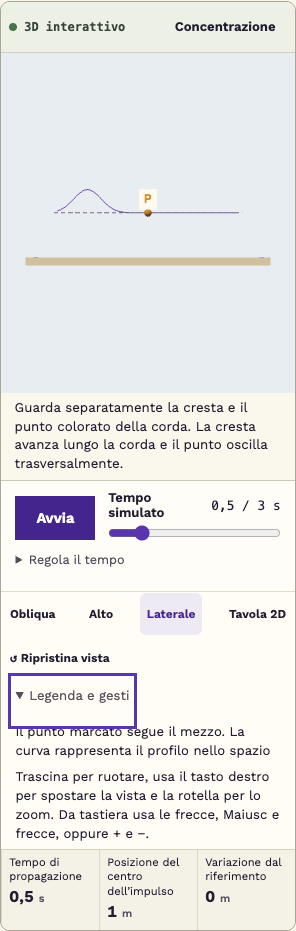 3D interattivo
Concentrazione
P
Guarda separatamente la cresta e il
punto colorato della corda. La cresta
avanza lungo la corda e il punto oscilla
trasversalmente.
Avvia
Tempo
simulato
0,5 / 3 s
▶ Regola il tempo
Obliqua
Alto
Laterale
Tavola 2D
↺ Ripristina vista
▼ Legenda e gesti
Il punto marcato segue il mezzo. La
curva rappresenta il profilo nello spazio
Trascina per ruotare, usa il tasto destro
per spostare la vista e la rotella per lo
zoom. Da tastiera usa le frecce, Maiusc e
frecce, oppure + e −.
Tempo di
propagazione
0,5 s
Posizione del
centro
dell’impulso
1 m
Variazione dal
riferimento
0 m